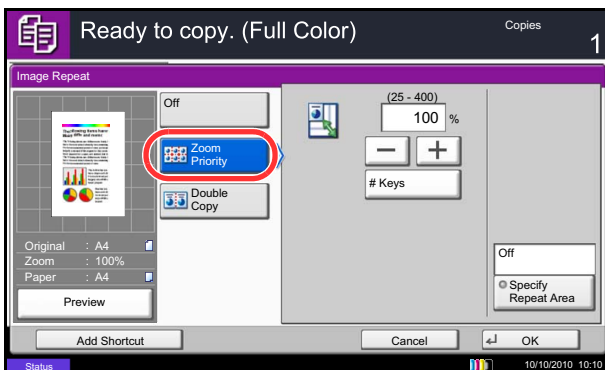 Ready to copy. (Full Color)
Copies
1
Image Repeat
Off
Zoom
Priority
Double
Copy
(25 - 400)
100 %
# Keys
Original : A4
Zoom : 100%
Paper : A4
Preview
Off
Specify
Repeat Area
Add Shortcut
Cancel
OK
Status
10/10/2010 10:10